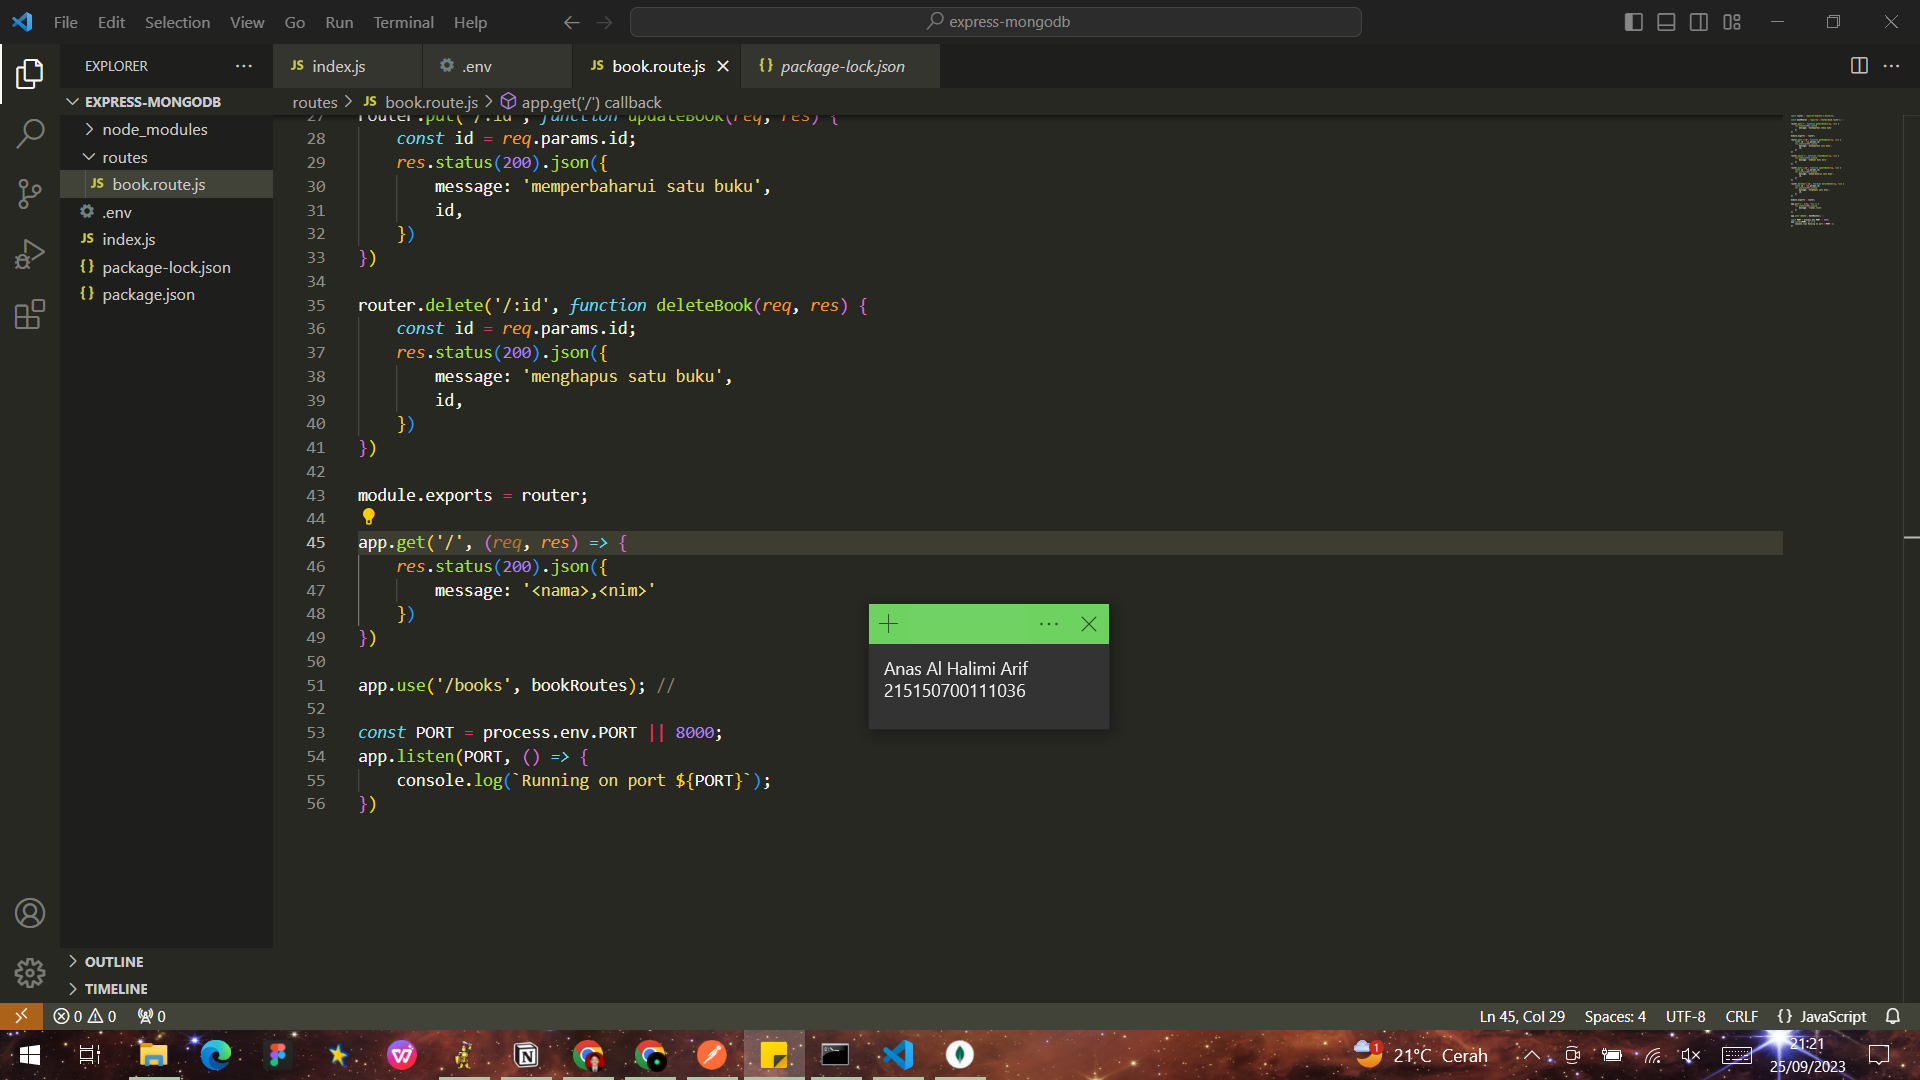 File Edit Selection View Go Run Terminal Help
express-mongodb
EXPLORER
JS index.js
.env
JS book.route.js
{} package-lock.json
routes > JS book.route.js > app.get('/') callback
EXPRESS-MONGODB
node_modules
routes
JS book.route.js
.env
JS index.js
{} package-lock.json
{} package.json
27 router.put('/:id', function updateBook(req, res) {
28 const id = req.params.id;
29 res.status(200).json({
30 message: 'memperbaharui satu buku',
31 id,
32 })
33 })
34
35 router.delete('/:id', function deleteBook(req, res) {
36 const id = req.params.id;
37 res.status(200).json({
38 message: 'menghapus satu buku',
39 id,
40 })
41 })
42
43 module.exports = router;
44
45 app.get('/', (req, res) => {
46 res.status(200).json({
47 message: '<nama>,<nim>'
48 })
49 })
50
51 app.use('/books', bookRoutes); //
52
53 const PORT = process.env.PORT || 8000;
54 app.listen(PORT, () => {
55 console.log(`Running on port ${PORT}`);
56 })
Anas Al Halimi Arif
215150700111036
OUTLINE
TIMELINE
0 0 0
Ln 45, Col 29 Spaces: 4 UTF-8 CRLF {} JavaScript
1
21°C Cerah
21:21
25/09/2023